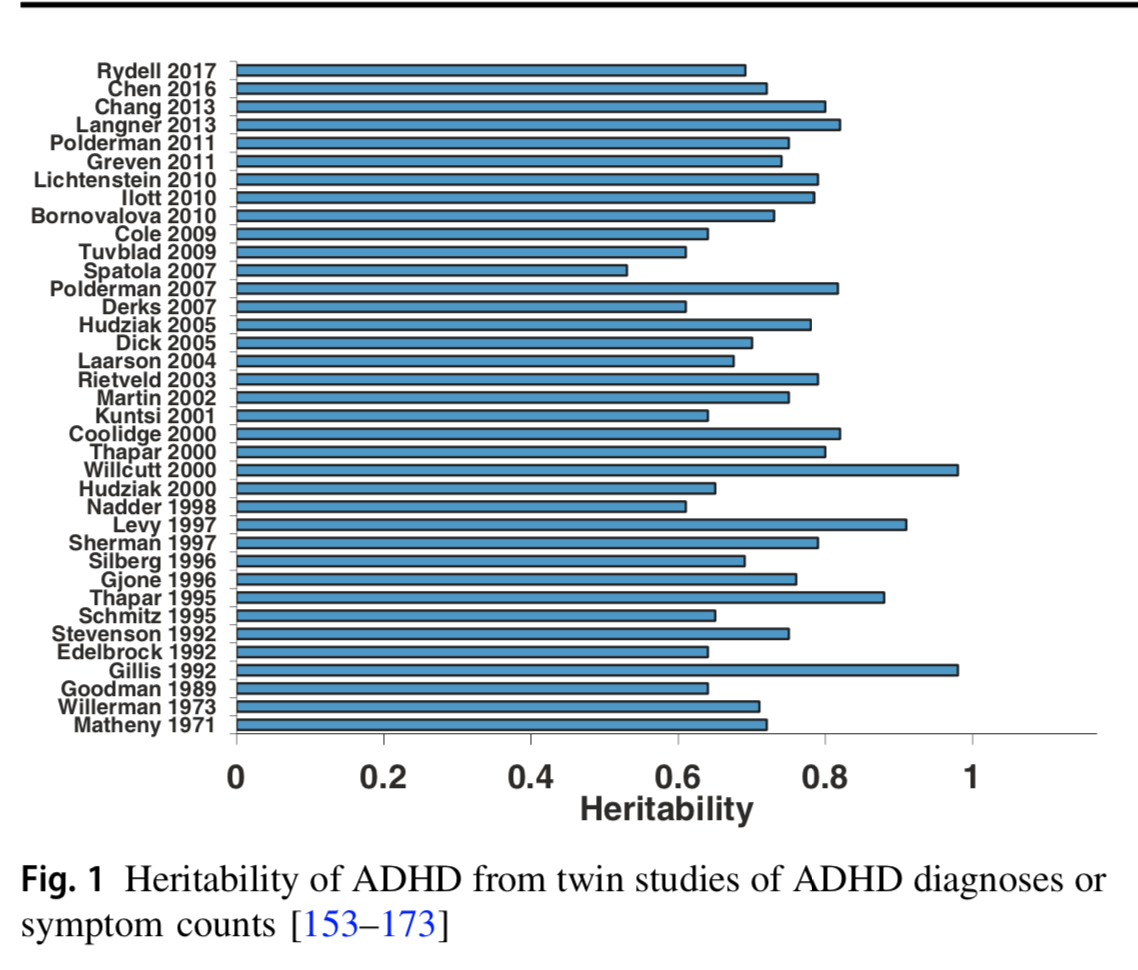 Rydell 2017
Chen 2016
Chang 2013
Langner 2013
Polderman 2011
Greven 2011
Lichtenstein 2010
Ilott 2010
Bornovalova 2010
Cole 2009
Tuvblad 2009
Spatola 2007
Polderman 2007
Derks 2007
Hudziak 2005
Dick 2005
Laarson 2004
Rietveld 2003
Martin 2002
Kuntsi 2001
Coolidge 2000
Thapar 2000
Willcutt 2000
Hudziak 2000
Nadder 1998
Levy 1997
Sherman 1997
Silberg 1996
Gjone 1996
Thapar 1995
Schmitz 1995
Stevenson 1992
Edelbrock 1992
Gillis 1992
Goodman 1989
Willerman 1973
Matheny 1971
0 0.2 0.4 0.6 0.8 1
Heritability
Fig. 1 Heritability of ADHD from twin studies of ADHD diagnoses or
symptom counts [153–173]